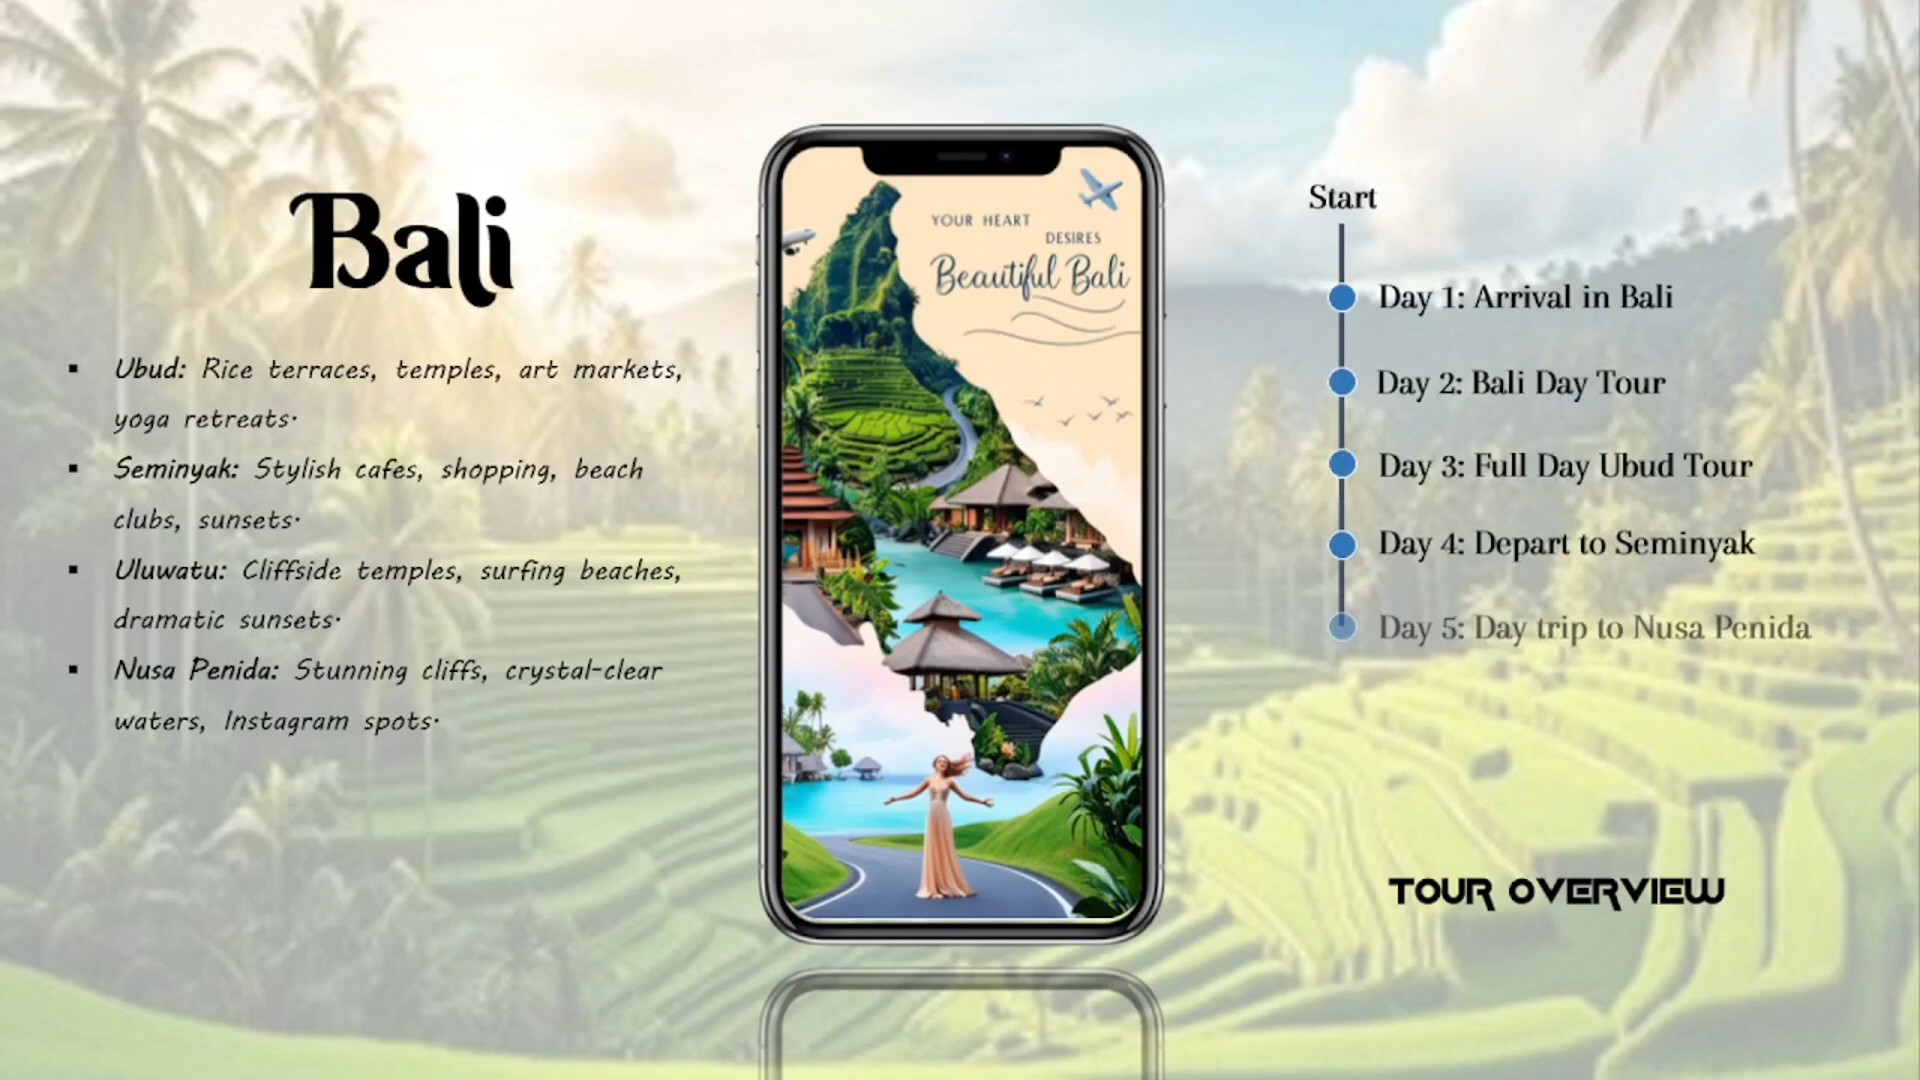 Bali
▪ Ubud: Rice terraces, temples, art markets,
yoga retreats.
▪ Seminyak: Stylish cafes, shopping, beach
clubs, sunsets.
▪ Uluwatu: Cliffside temples, surfing beaches,
dramatic sunsets.
▪ Nusa Penida: Stunning cliffs, crystal-clear
waters, Instagram spots.
YOUR HEART
DESIRES
Beautiful Bali
Start
Day 1: Arrival in Bali
Day 2: Bali Day Tour
Day 3: Full Day Ubud Tour
Day 4: Depart to Seminyak
Day 5: Day trip to Nusa Penida
TOUR OVERVIEW